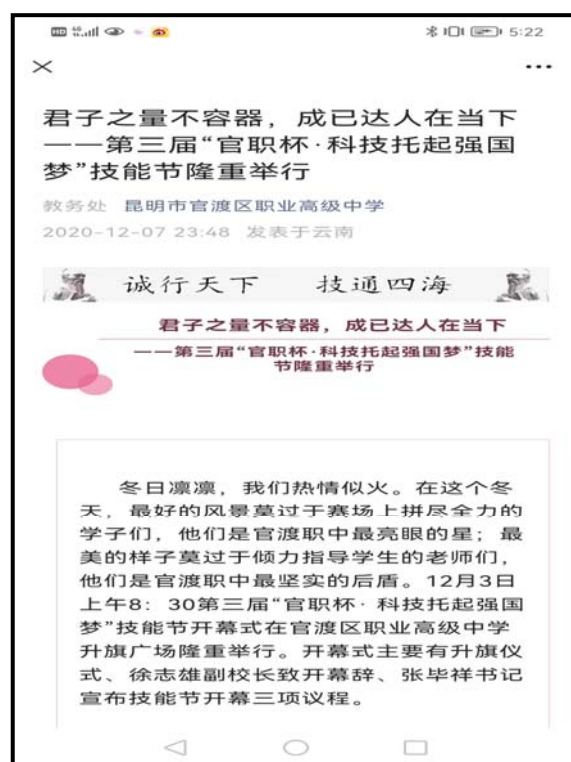 HD 4G 5:22
君子之量不容器，成已达人在当下
——第三届“官职杯·科技托起强国
梦”技能节隆重举行
教务处 昆明市官渡区职业高级中学
2020-12-07 23:48 发表于云南
诚行天下 技通四海
君子之量不容器，成已达人在当下
——第三届“官职杯·科技托起强国梦”技能
节隆重举行
冬日凛凛，我们热情似火。在这个冬
天，最好的风景莫过于赛场上拼尽全力的
学子们，他们是官渡职中最亮眼的星；最
美的样子莫过于倾力指导学生的老师们，
他们是官渡职中最坚实的后盾。12月3日
上午8：30第三届“官职杯· 科技托起强国
梦”技能节开幕式在官渡区职业高级中学
升旗广场隆重举行。开幕式主要有升旗仪
式、徐志雄副校长致开幕辞、张毕祥书记
宣布技能节开幕三项议程。